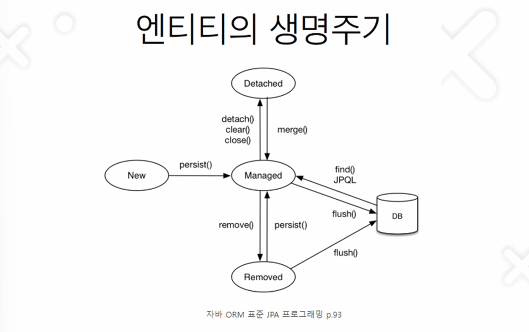 엔티티의 생명주기
Detached
detach()
clear()
close()
merge()
persist()
New
Managed
find()
JPQL
flush()
DB
remove()
persist()
flush()
Removed
자바 ORM 표준 JPA 프로그래밍 p.93